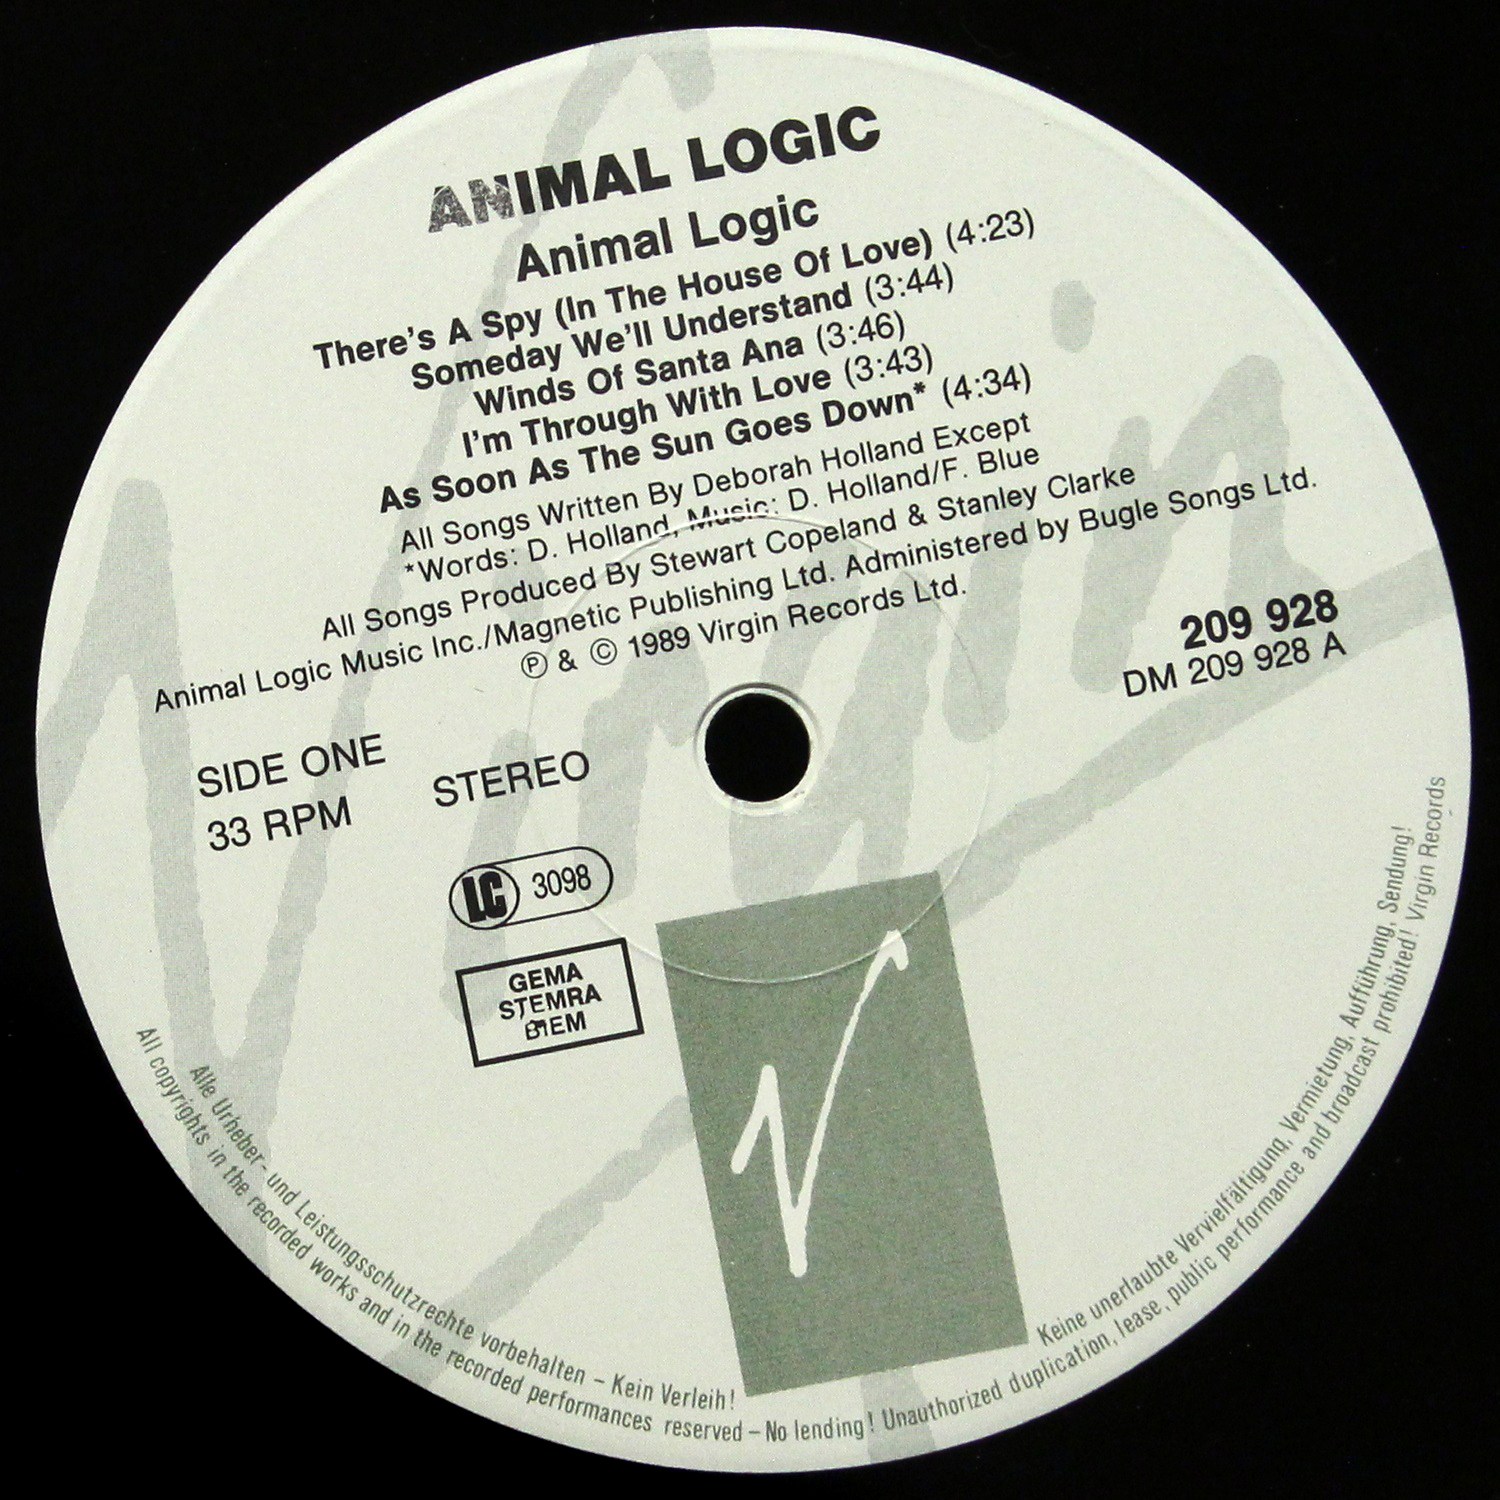 ANIMAL LOGIC
Animal Logic
There's A Spy (In The House Of Love) (4:23)
Someday We'll Understand (3:44)
Winds Of Santa Ana (3:46)
I'm Through With Love (3:43)
As Soon As The Sun Goes Down* (4:34)
All Songs Written By Deborah Holland Except
*Words: D. Holland, Music: D. Holland/F. Blue
All Songs Produced By Stewart Copeland & Stanley Clarke
Animal Logic Music Inc./Magnetic Publishing Ltd. Administered by Bugle Songs Ltd.
Ⓟ & © 1989 Virgin Records Ltd.
209 928
DM 209 928 A
SIDE ONE
33 RPM
STEREO
LC 3098
GEMA
STEMRA
BIEM
Virgin
V
Alle Urheber- und Leistungsschutzrechte vorbehalten – Kein Verleih! Keine unerlaubte Vervielfältigung, Vermietung, Aufführung, Sendung!
All copyrights in the recorded works and in the recorded performances reserved – No lending! Unauthorized duplication, lease, public performance and broadcast prohibited! Virgin Records